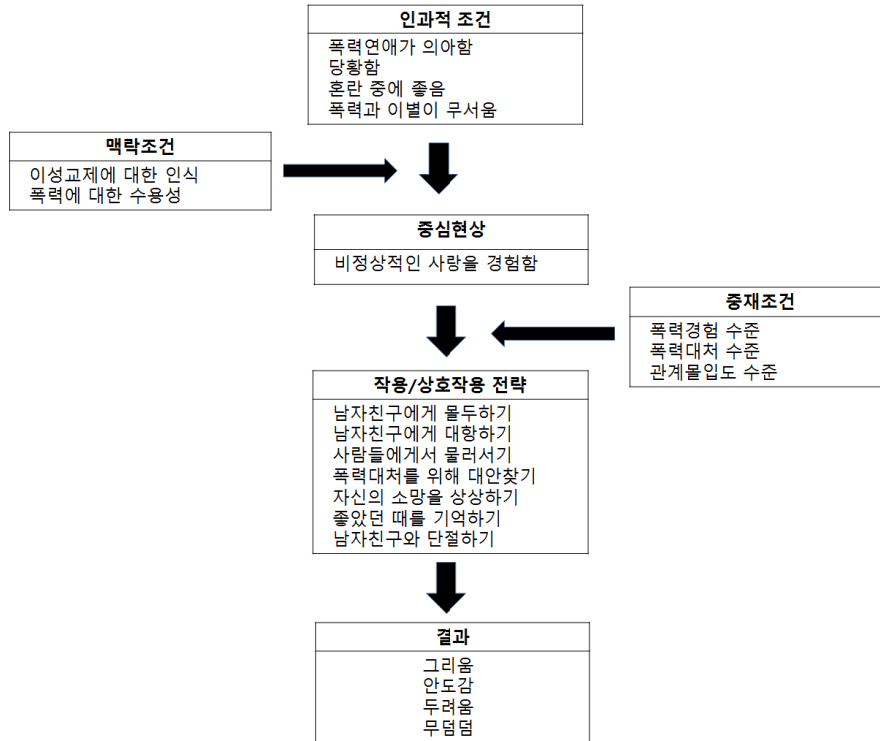 인과적 조건
폭력연애가 의아함
당황함
혼란 중에 좋음
폭력과 이별이 무서움
맥락조건
이성교제에 대한 인식
폭력에 대한 수용성
중심현상
비정상적인 사랑을 경험함
중재조건
폭력경험 수준
폭력대처 수준
관계몰입도 수준
작용/상호작용 전략
남자친구에게 몰두하기
남자친구에게 대항하기
사람들에게서 물러서기
폭력대처를 위해 대안찾기
자신의 소망을 상상하기
좋았던 때를 기억하기
남자친구와 단절하기
결과
그리움
안도감
두려움
무덤덤